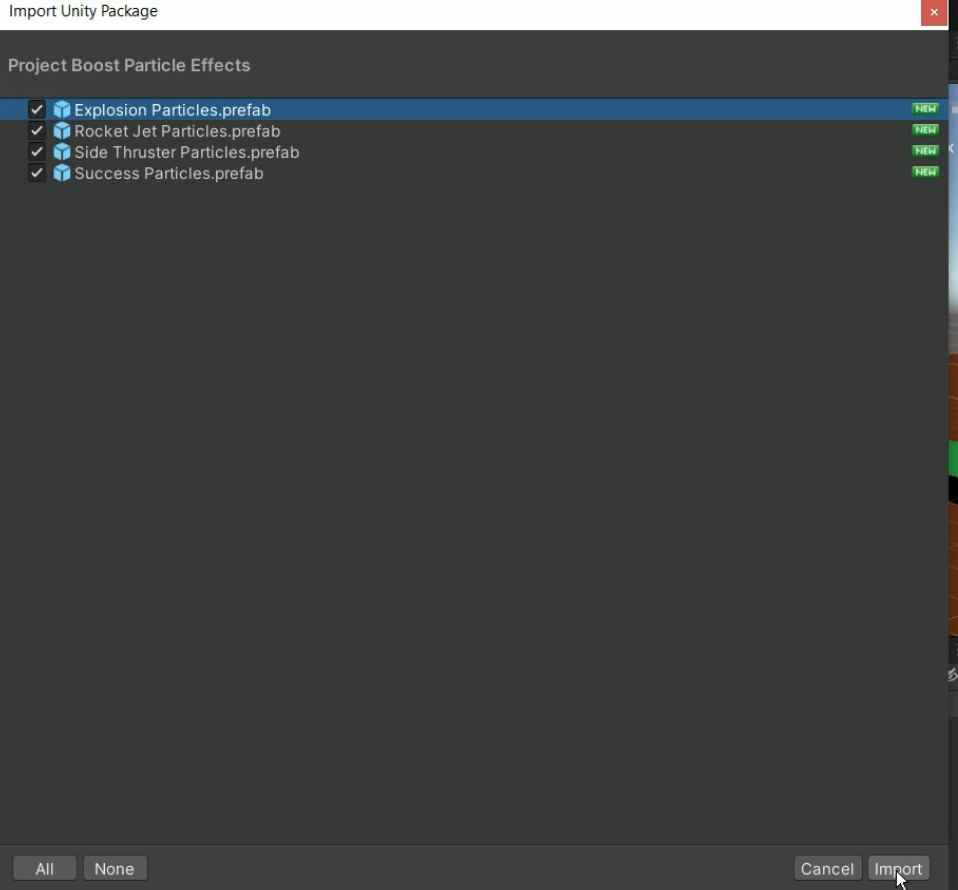 Import Unity Package
Project Boost Particle Effects
Explosion Particles.prefab NEW
Rocket Jet Particles.prefab NEW
Side Thruster Particles.prefab NEW
Success Particles.prefab NEW
All None Cancel Import